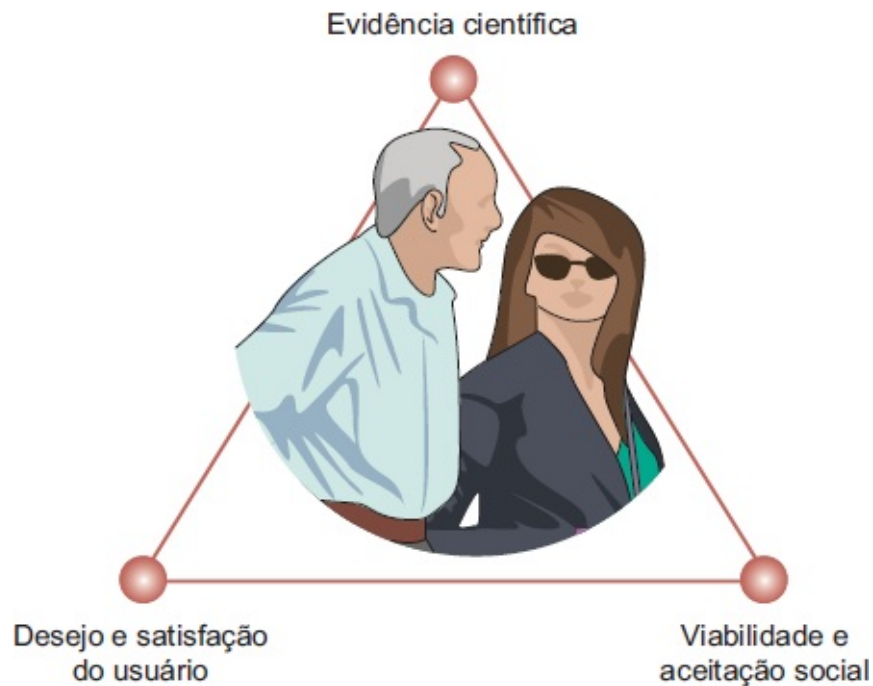 Evidência científica
Desejo e satisfação
do usuário
Viabilidade e
aceitação social